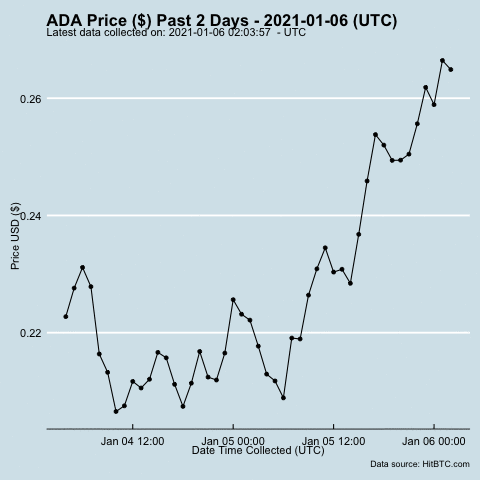 ADA Price ($) Past 2 Days - 2021-01-06 (UTC)
Latest data collected on: 2021-01-06 02:03:57 - UTC
0.26
0.24
0.22
Price USD ($)
Jan 04 12:00 Jan 05 00:00 Jan 05 12:00 Jan 06 00:00
Date Time Collected (UTC)
Data source: HitBTC.com